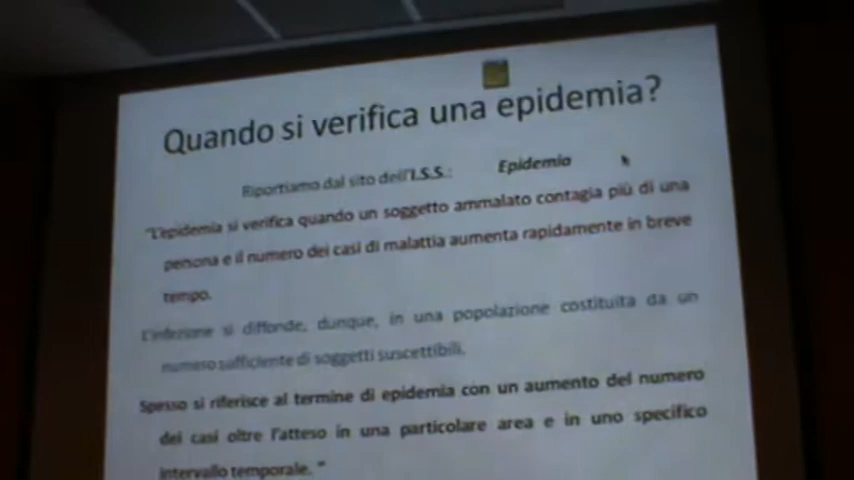 Quando si verifica una epidemia?
Riportiamo dal sito dell'I.S.S.: Epidemia
"L'epidemia si verifica quando un soggetto ammalato contagia più di una
persona e il numero dei casi di malattia aumenta rapidamente in breve
tempo.
L'infezione si diffonde, dunque, in una popolazione costituita da un
numero sufficiente di soggetti suscettibili.
Spesso si riferisce al termine di epidemia con un aumento del numero
dei casi oltre l'atteso in una particolare area e in uno specifico
intervallo temporale. "